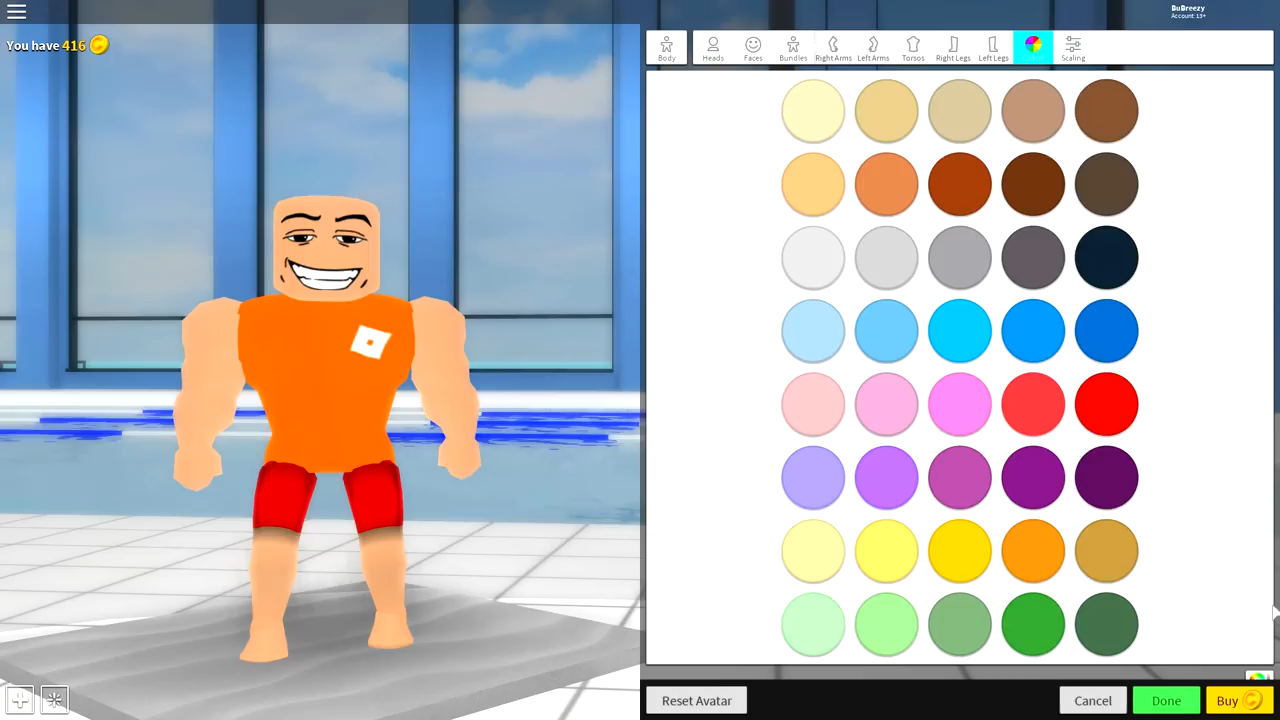 BuBreezy
Account: 13+
You have 416
Body
Heads
Faces
Bundles
Right Arms
Left Arms
Torsos
Right Legs
Left Legs
Scaling
Reset Avatar
Cancel
Done
Buy